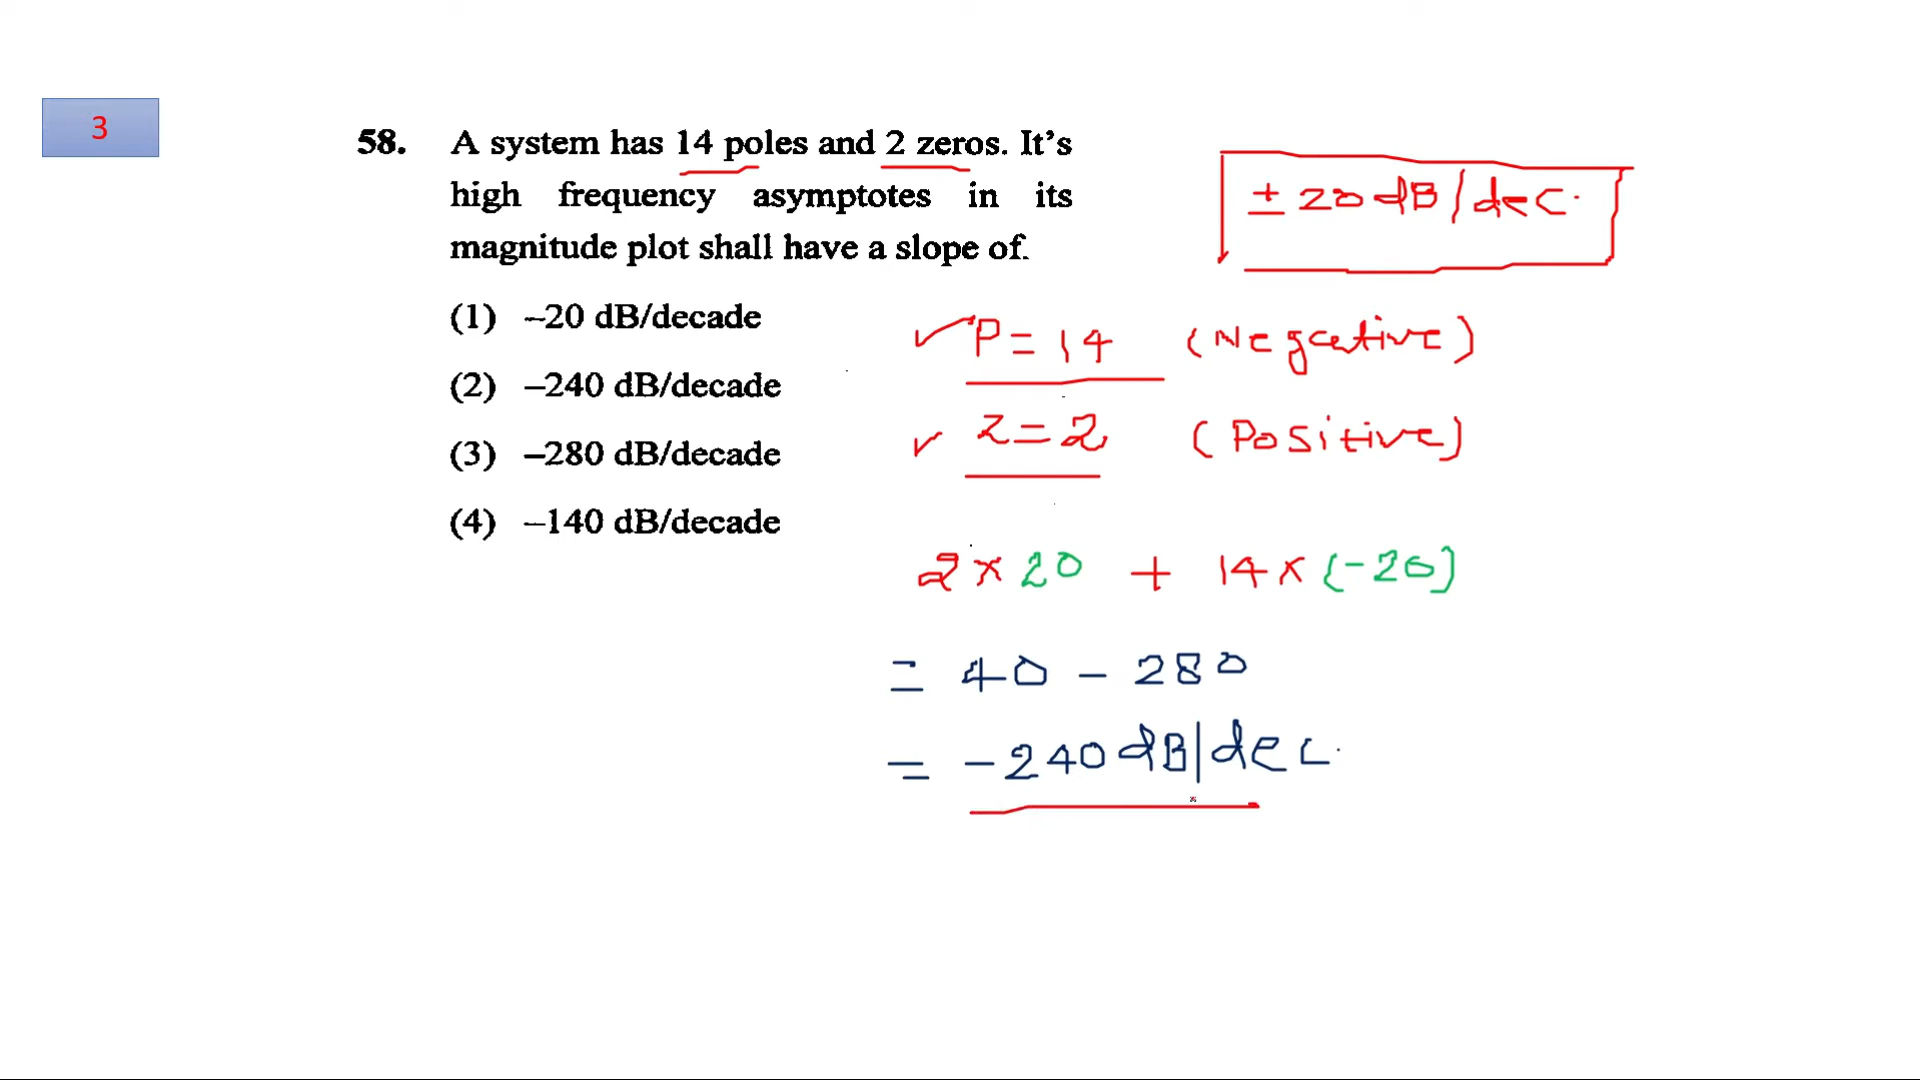 3
58. A system has 14 poles and 2 zeros. It's
high frequency asymptotes in its
magnitude plot shall have a slope of.
(1) –20 dB/decade
(2) –240 dB/decade
(3) –280 dB/decade
(4) –140 dB/decade
± 20 dB/dec.
P = 14 (Negative)
Z = 2 (Positive)
2 × 20 + 14 × (-20)
= 40 - 280
= -240 dB/dec.